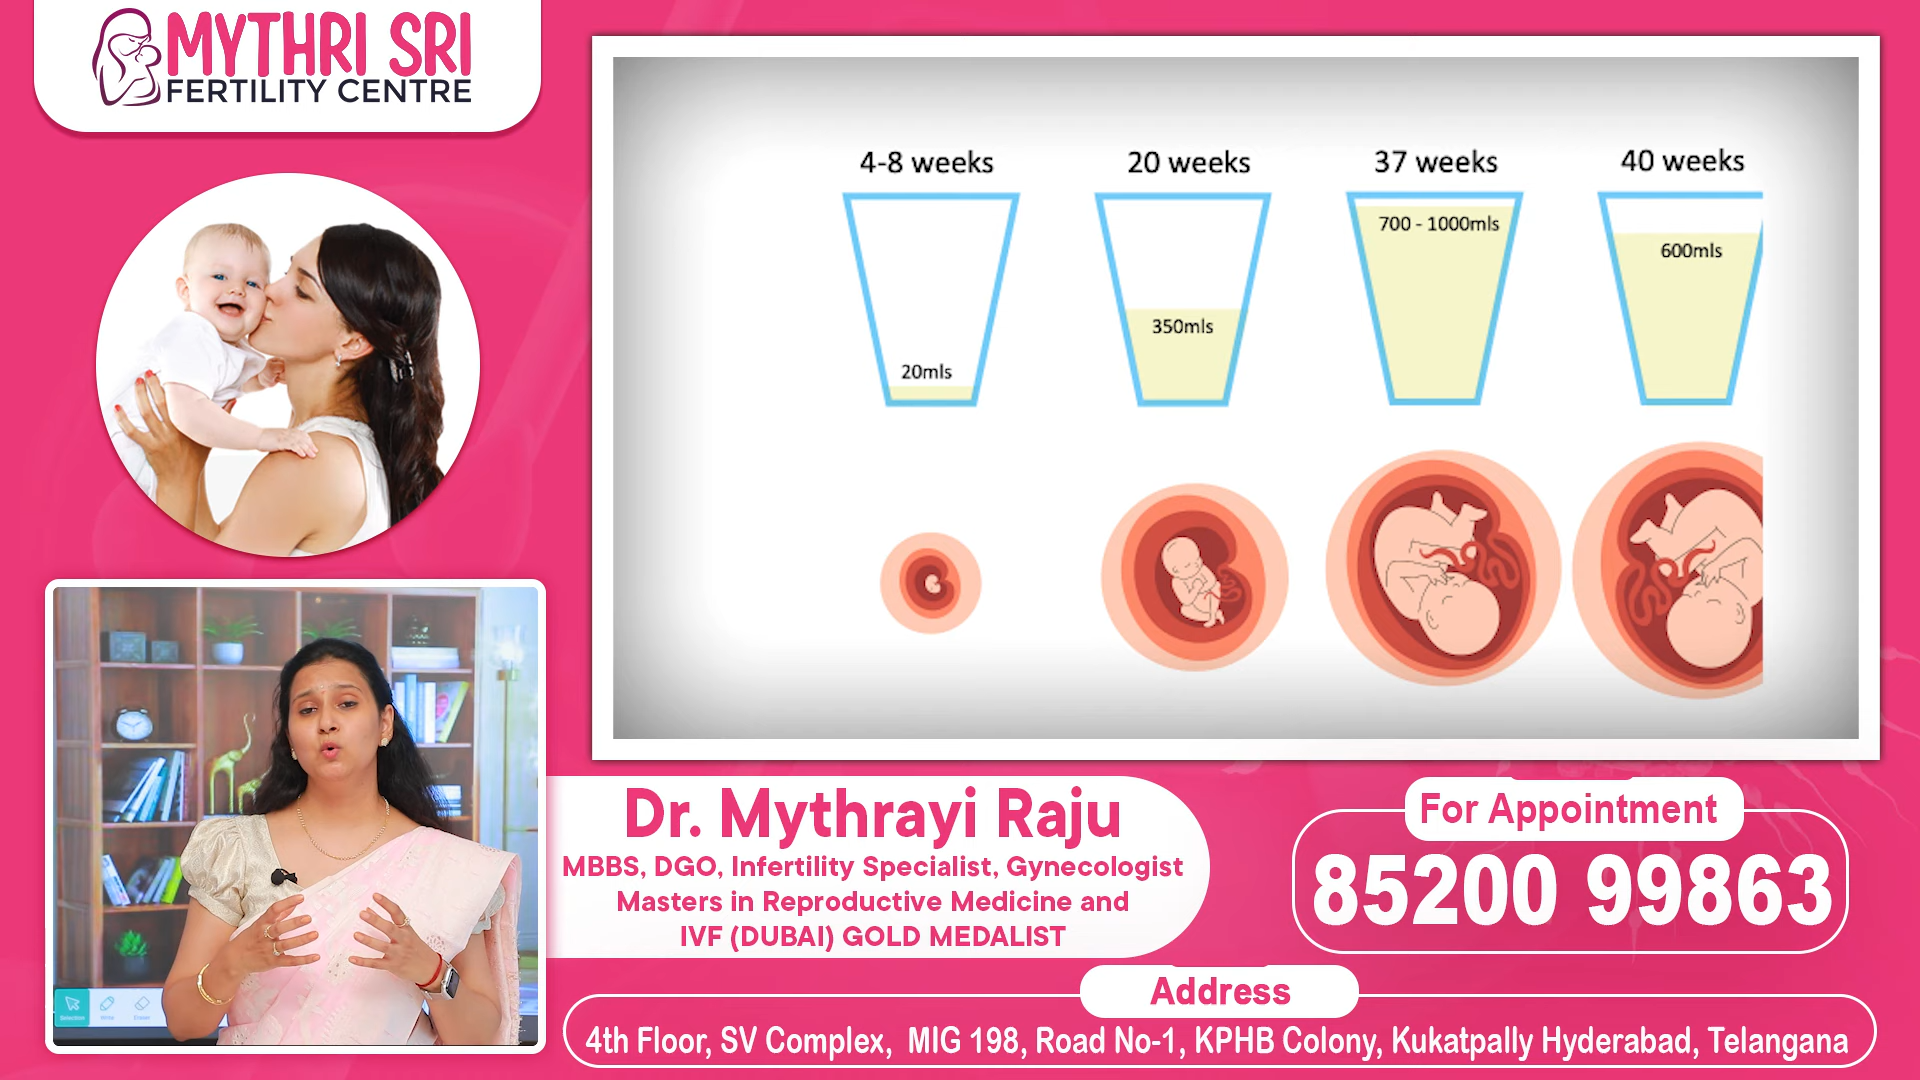 MYTHRI SRI
FERTILITY CENTRE
4-8 weeks
20 weeks
37 weeks
40 weeks
20mls
350mls
700 - 1000mls
600mls
Dr. Mythrayi Raju
MBBS, DGO, Infertility Specialist, Gynecologist
Masters in Reproductive Medicine and
IVF (DUBAI) GOLD MEDALIST
For Appointment
85200 99863
Address
4th Floor, SV Complex, MIG 198, Road No-1, KPHB Colony, Kukatpally Hyderabad, Telangana